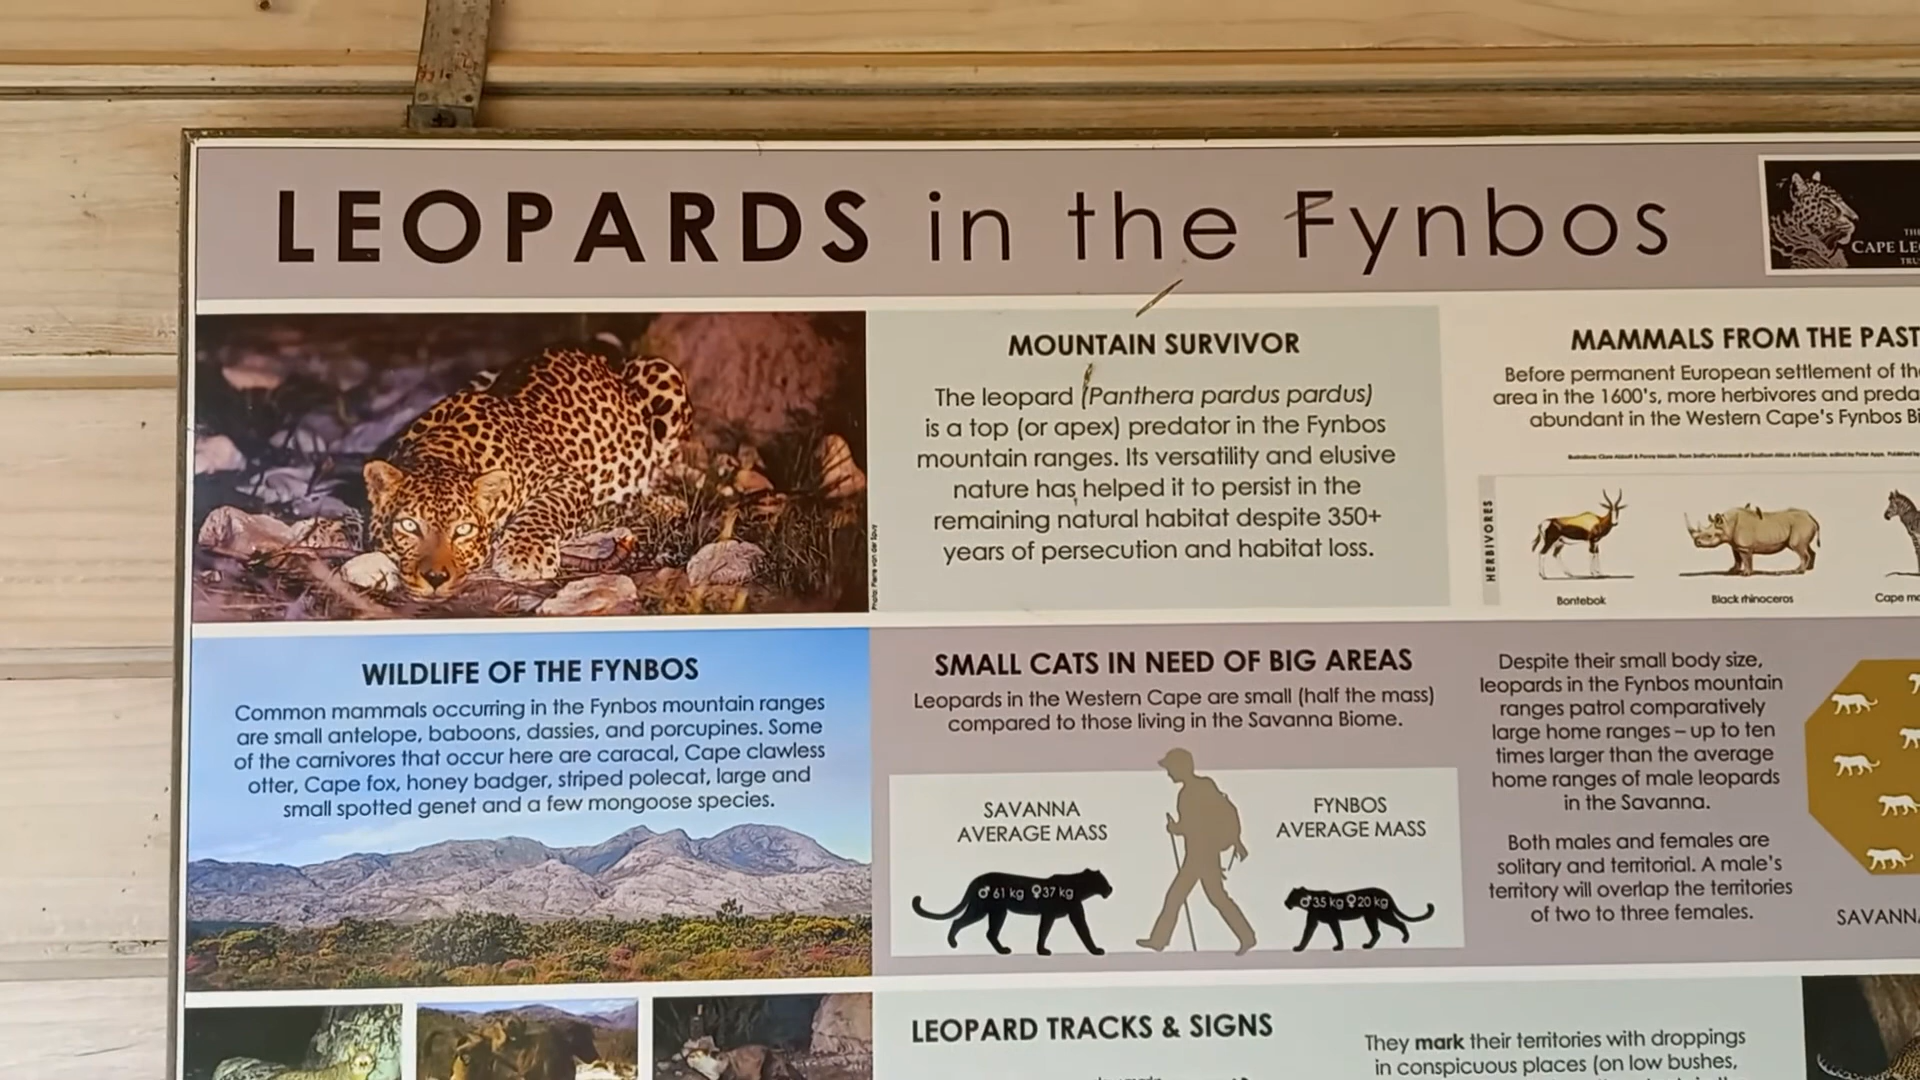 LEOPARDS in the Fynbos
CAPE
MOUNTAIN SURVIVOR
The leopard (Panthera pardus pardus)
is a top (or apex) predator in the Fynbos
mountain ranges. Its versatility and elusive
nature has helped it to persist in the
remaining natural habitat despite 350+
years of persecution and habitat loss.
MAMMALS FROM THE PAST
Before permanent European settlement of
area in the 1600's, more herbivores and
abundant in the Western Cape's Fynbos
HERBIVORES
Bontebok
Black rhinoceros
Cape
WILDLIFE OF THE FYNBOS
Common mammals occurring in the Fynbos mountain ranges
are small antelope, baboons, dassies, and porcupines. Some
of the carnivores that occur here are caracal, Cape clawless
otter, Cape fox, honey badger, striped polecat, large and
small spotted genet and a few mongoose species.
SMALL CATS IN NEED OF BIG AREAS
Leopards in the Western Cape are small (half the mass)
compared to those living in the Savanna Biome.
SAVANNA
AVERAGE MASS
♂61 kg ♀37 kg
FYNBOS
AVERAGE MASS
♂35 kg ♀20 kg
Despite their small body size,
leopards in the Fynbos mountain
ranges patrol comparatively
large home ranges – up to ten
times larger than the average
home ranges of male leopards
in the Savanna.
Both males and females are
solitary and territorial. A male's
territory will overlap the territories
of two to three females.
LEOPARD TRACKS & SIGNS
They mark their territories with droppings
in conspicuous places (on low bushes,